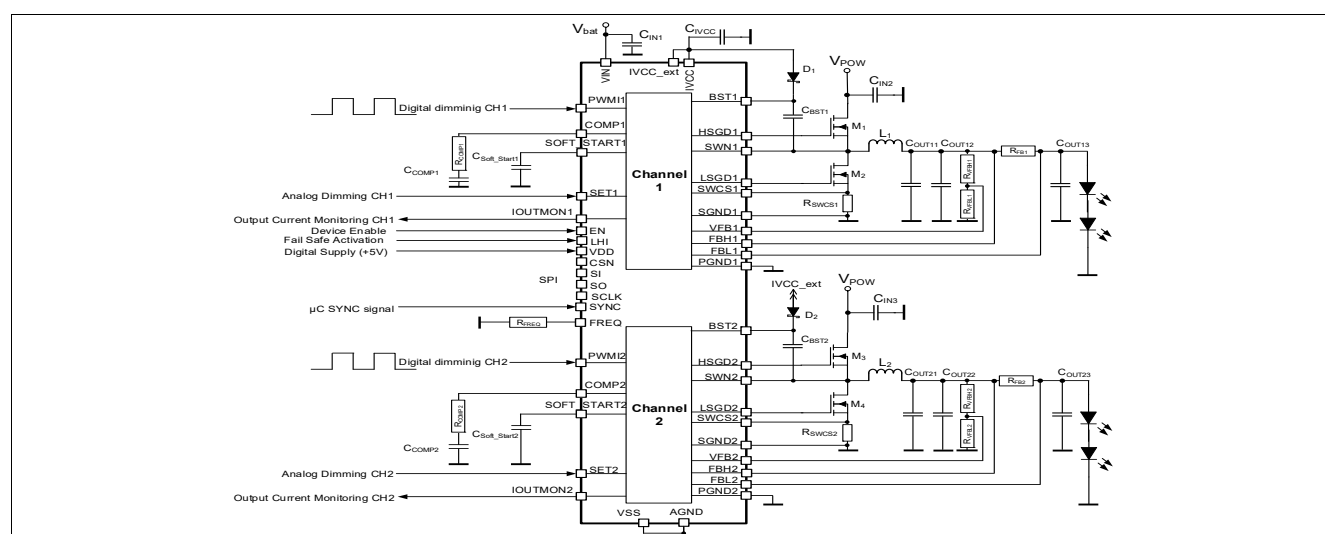 Vbat
CIN1
CIVCC
VIN
IVCC_ext
IVCC
D1
VPOW
CIN2
Digital dimminig CH1
PWMI1
BST1
CBST1
M1
COMP1
HSGD1
L1
SOFT_START1
SWN1
RCOMP1
CCOMP1
CSoft_Start1
Channel
1
COUT11
COUT12
RFB1
COUT13
RVFBH1
RVFBL1
M2
LSGD1
SWCS1
RSWCS1
Analog Dimming CH1
SET1
Output Current Monitoring CH1
IOUTMON1
SGND1
Device Enable
EN
VFB1
Fail Safe Activation
LHI
FBH1
Digital Supply (+5V)
VDD
FBL1
CSN
PGND1
SPI
SI
SO
SCLK
µC SYNC signal
SYNC
RFREQ
FREQ
IVCC_ext
D2
VPOW
CIN3
Digital dimminig CH2
PWMI2
BST2
CBST2
M3
HSGD2
L2
COMP2
SWN2
SOFT_START2
RCOMP2
CCOMP2
CSoft_Start2
Channel
2
COUT21
COUT22
RFB2
COUT23
RVFBH2
RVFBL2
M4
LSGD2
SWCS2
RSWCS2
SGND2
VFB2
Analog Dimming CH2
SET2
FBH2
FBL2
Output Current Monitoring CH2
IOUTMON2
PGND2
VSS
AGND